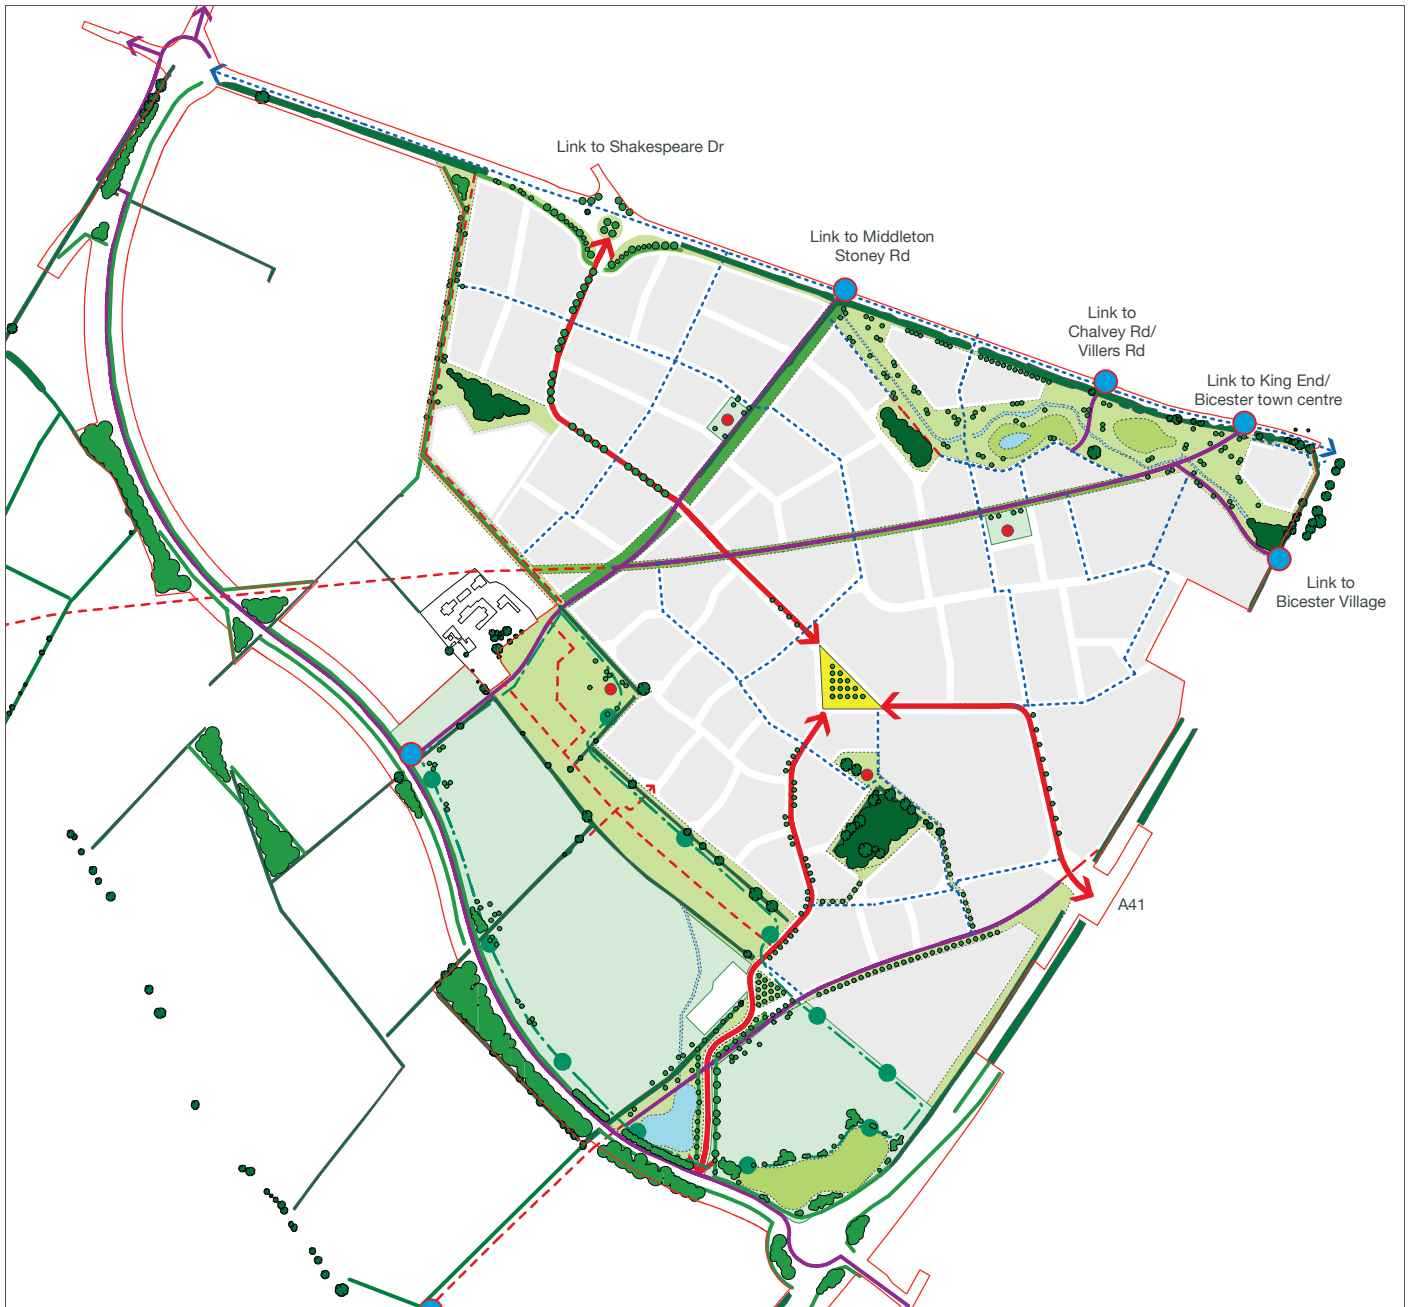 Link to Shakespeare Dr
Link to Middleton
Stoney Rd
Link to
Chalvey Rd/
Villers Rd
Link to King End/
Bicester town centre
Link to
Bicester Village
A41